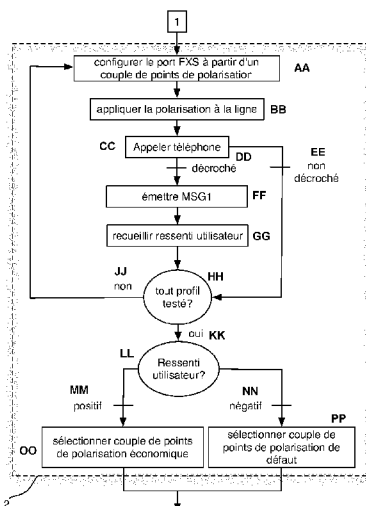 1
configurer le port FXS à partir d'un
couple de points de polarisation
AA
appliquer la polarisation à la ligne
BB
CC
Appeler téléphone
DD
décroché
EE
non
décroché
émettre MSG1
FF
recueillir ressenti utilisateur
GG
JJ
non
HH
tout profil
testé?
oui KK
LL
Ressenti
utilisateur?
MM
positif
NN
négatif
PP
OO
sélectionner couple de points
de polarisation économique
sélectionner couple de
points de polarisation de
défaut
2